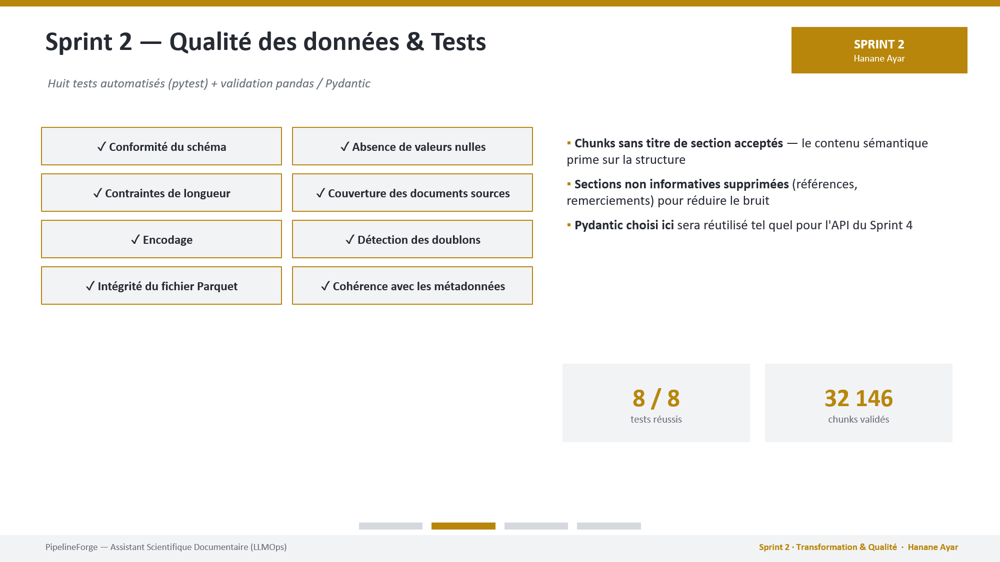 Sprint 2 — Qualité des données & Tests
SPRINT 2
Hanane Ayar
Huit tests automatisés (pytest) + validation pandas / Pydantic
✓ Conformité du schéma
✓ Absence de valeurs nulles
✓ Contraintes de longueur
✓ Couverture des documents sources
✓ Encodage
✓ Détection des doublons
✓ Intégrité du fichier Parquet
✓ Cohérence avec les métadonnées
▪ Chunks sans titre de section acceptés — le contenu sémantique
prime sur la structure
▪ Sections non informatives supprimées (références,
remerciements) pour réduire le bruit
▪ Pydantic choisi ici sera réutilisé tel quel pour l'API du Sprint 4
8 / 8
tests réussis
32 146
chunks validés
PipelineForge — Assistant Scientifique Documentaire (LLMOps)
Sprint 2 · Transformation & Qualité · Hanane Ayar